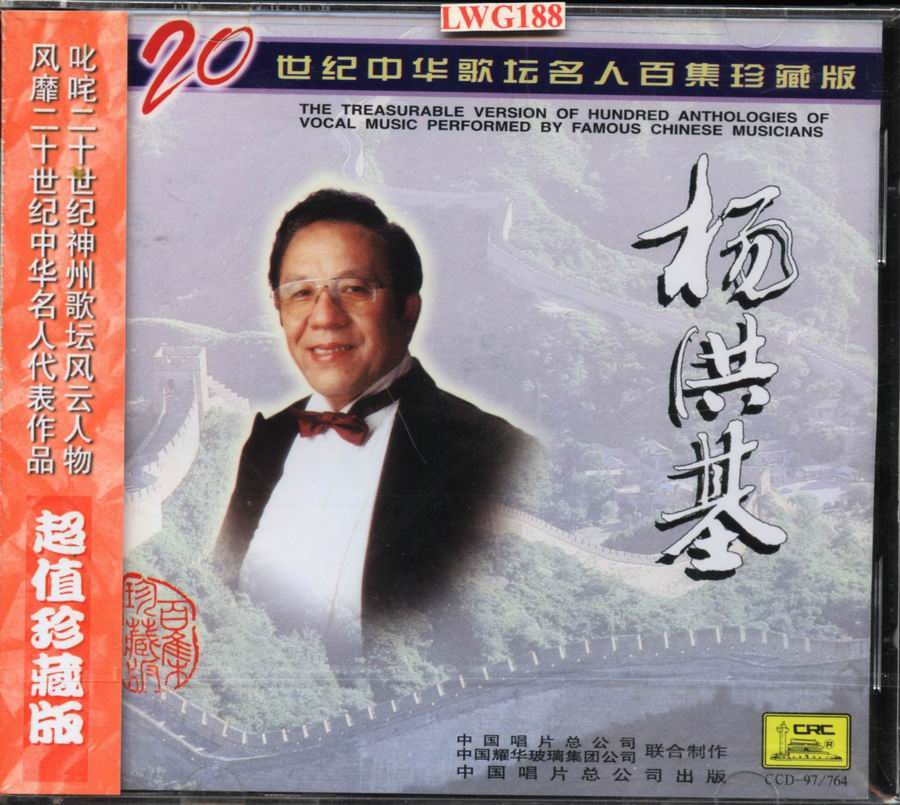 LWG188
20世纪中华歌坛名人百集珍藏版
THE TREASURABLE VERSION OF HUNDRED ANTHOLOGIES OF
VOCAL MUSIC PERFORMED BY FAMOUS CHINESE MUSICIANS
杨洪基
叱咤二十世纪神州歌坛风云人物
风靡二十世纪中华名人代表作品
超值珍藏版
百集
珍藏版
中国唱片总公司
中国耀华玻璃集团公司
联合制作
中国唱片总公司出版
CRC
®
CCD-97/764